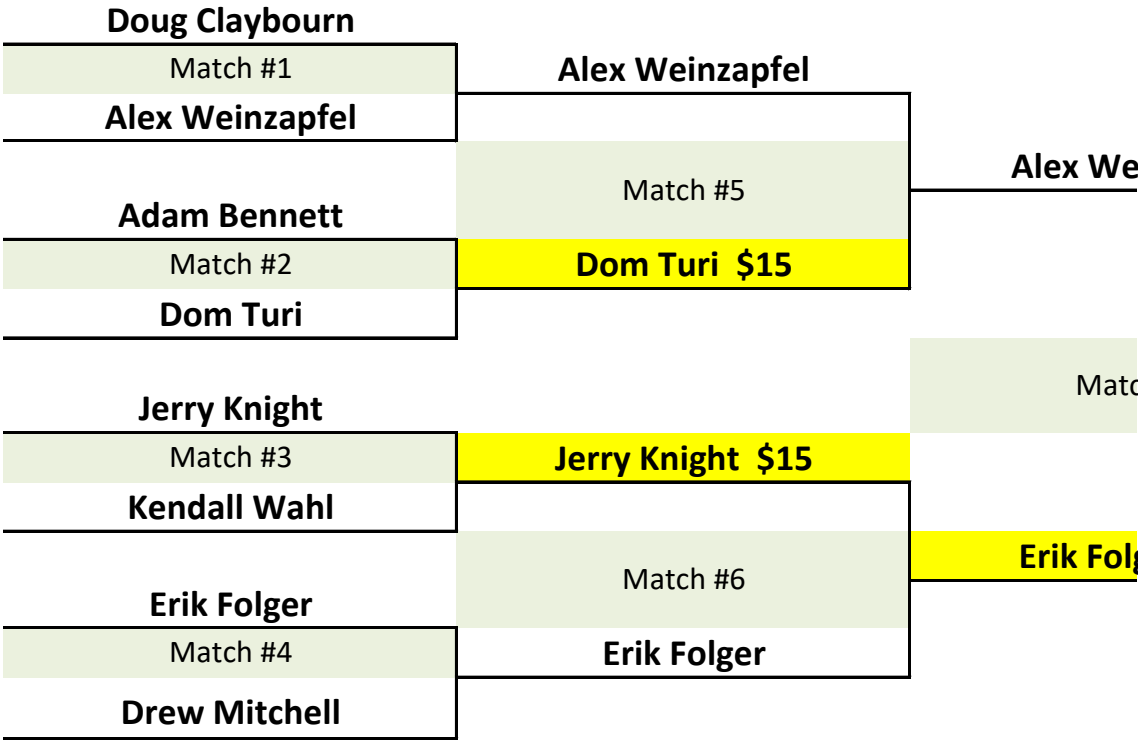 Doug Claybourn
Match #1
Alex Weinzapfel
Adam Bennett
Match #2
Dom Turi
Jerry Knight
Match #3
Kendall Wahl
Erik Folger
Match #4
Drew Mitchell
Alex Weinzapfel
Match #5
Dom Turi $15
Jerry Knight $15
Match #6
Erik Folger
Alex
Erik